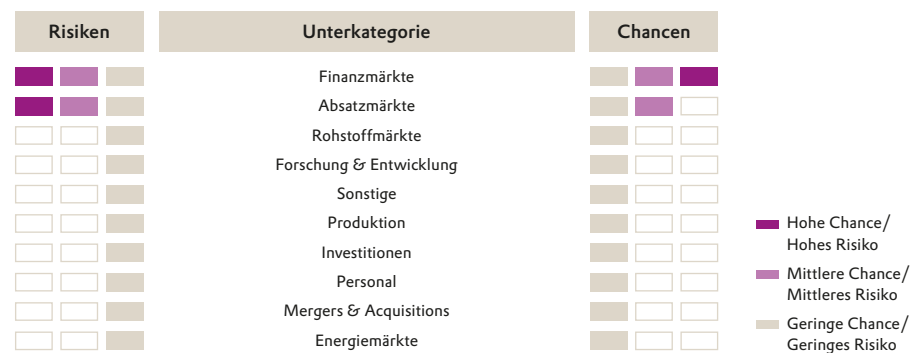 Risiken Unterkategorie Chancen
Finanzmärkte
Absatzmärkte
Rohstoffmärkte
Forschung & Entwicklung
Sonstige
Produktion
Investitionen
Personal
Mergers & Acquisitions
Energiemärkte
Hohe Chance/
Hohes Risiko
Mittlere Chance/
Mittleres Risiko
Geringe Chance/
Geringes Risiko